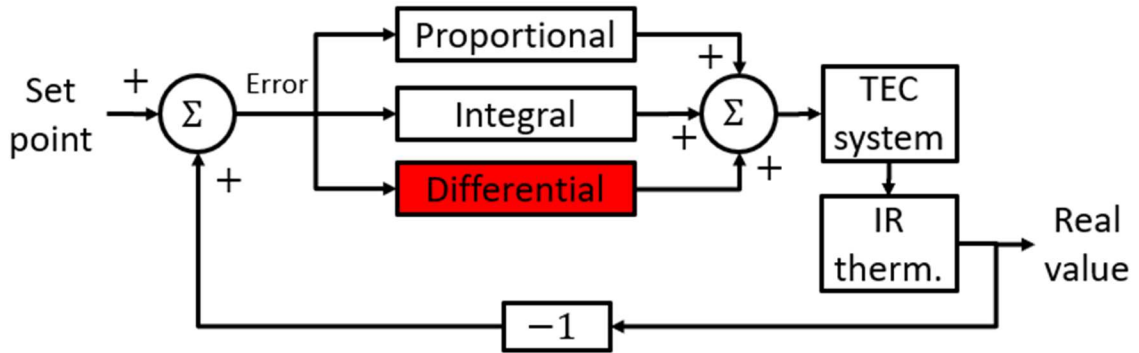 Proportional
+
+
Set
point
Error
Σ
Integral
Σ
TEC
system
+
+
+
Differential
IR
therm.
Real
value
−1